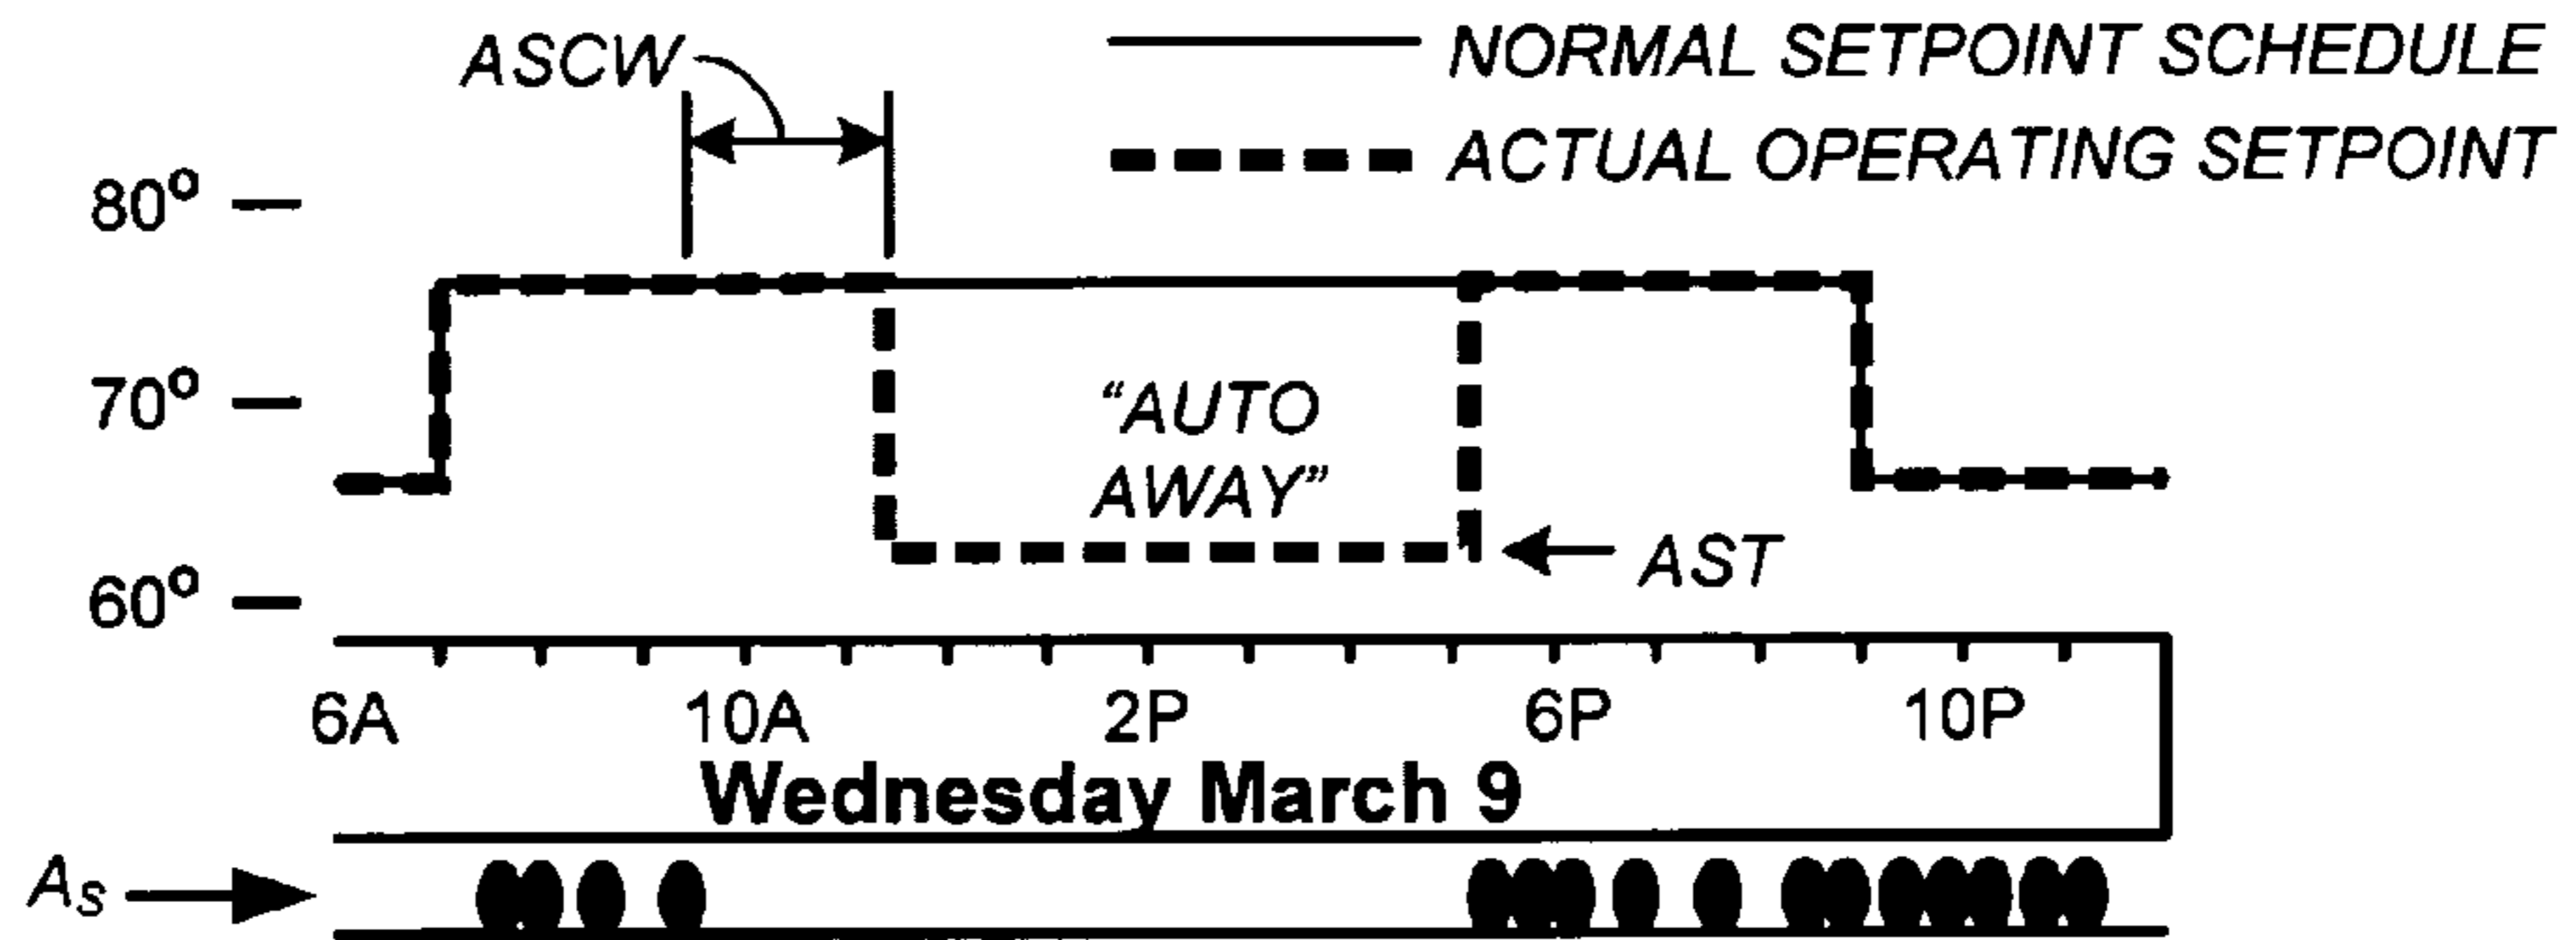 ASCW
NORMAL SETPOINT SCHEDULE
ACTUAL OPERATING SETPOINT
80°
70°
60°
"AUTO
AWAY"
AST
6A 10A 2P 6P 10P
Wednesday March 9
As